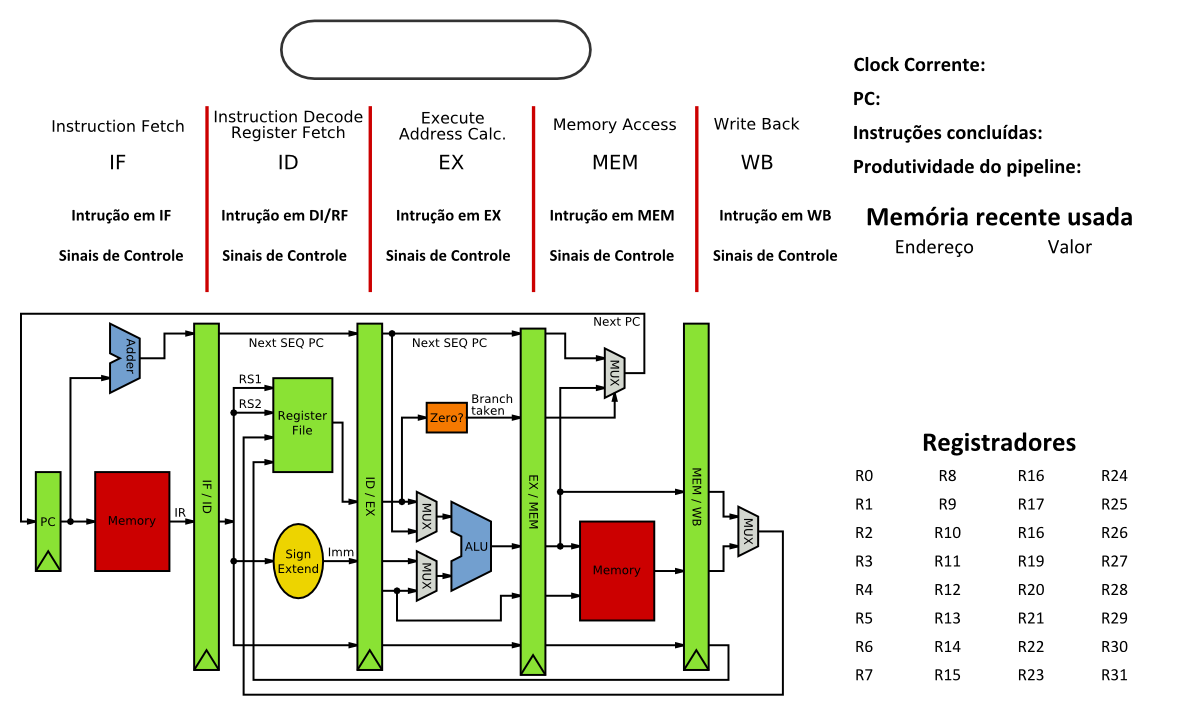 Clock Corrente:
PC:
Instruções concluídas:
Produtividade do pipeline:
Instruction Fetch
IF
Instruction Decode
Register Fetch
ID
Execute
Address Calc.
EX
Memory Access
MEM
Write Back
WB
Intrução em IF
Intrução em DI/RF
Intrução em EX
Intrução em MEM
Intrução em WB
Sinais de Controle
Sinais de Controle
Sinais de Controle
Sinais de Controle
Sinais de Controle
Memória recente usada
Endereço
Valor
Next PC
Adder
Next SEQ PC
Next SEQ PC
MUX
RS1
RS2
Register
File
Zero?
Branch
taken
PC
Memory
IR
IF / ID
ID / EX
EX / MEM
MEM / WB
MUX
MUX
ALU
Sign
Extend
Imm
Memory
MUX
Registradores
R0 R8 R16 R24
R1 R9 R17 R25
R2 R10 R16 R26
R3 R11 R19 R27
R4 R12 R20 R28
R5 R13 R21 R29
R6 R14 R22 R30
R7 R15 R23 R31